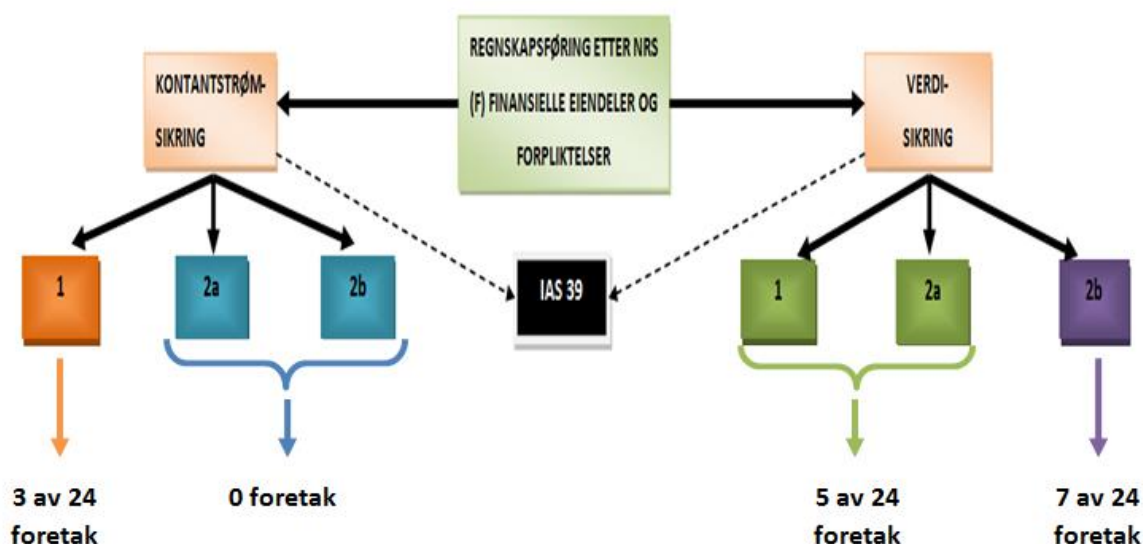 REGNSKAPSFØRING ETTER NRS
(F) FINANSIELLE EIENDELER OG
FORPLIKTELSER
KONTANTSTRØM-
SIKRING
VERDI-
SIKRING
1
2a
2b
IAS 39
1
2a
2b
3 av 24
foretak
0 foretak
5 av 24
foretak
7 av 24
foretak